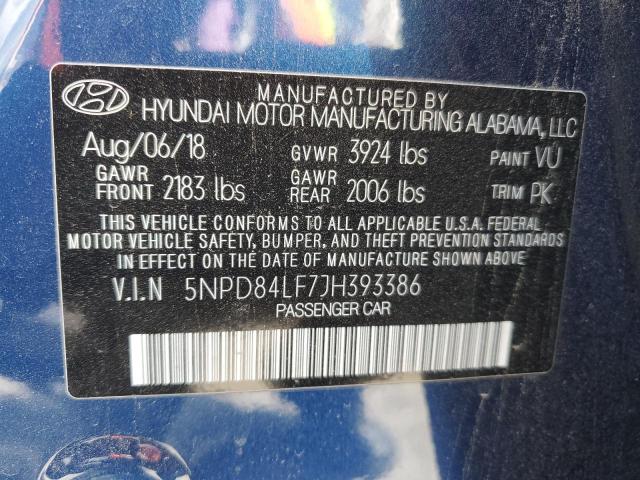 MANUFACTURED BY
HYUNDAI MOTOR MANUFACTURING ALABAMA, LLC
Aug/06/18 GVWR 3924 lbs PAINT VU
GAWR FRONT 2183 lbs GAWR REAR 2006 lbs TRIM PK
THIS VEHICLE CONFORMS TO ALL APPLICABLE U.S.A. FEDERAL
MOTOR VEHICLE SAFETY, BUMPER, AND THEFT PREVENTION STANDARDS
IN EFFECT ON THE DATE OF MANUFACTURE SHOWN ABOVE.
V.I.N 5NPD84LF7JH393386
PASSENGER CAR